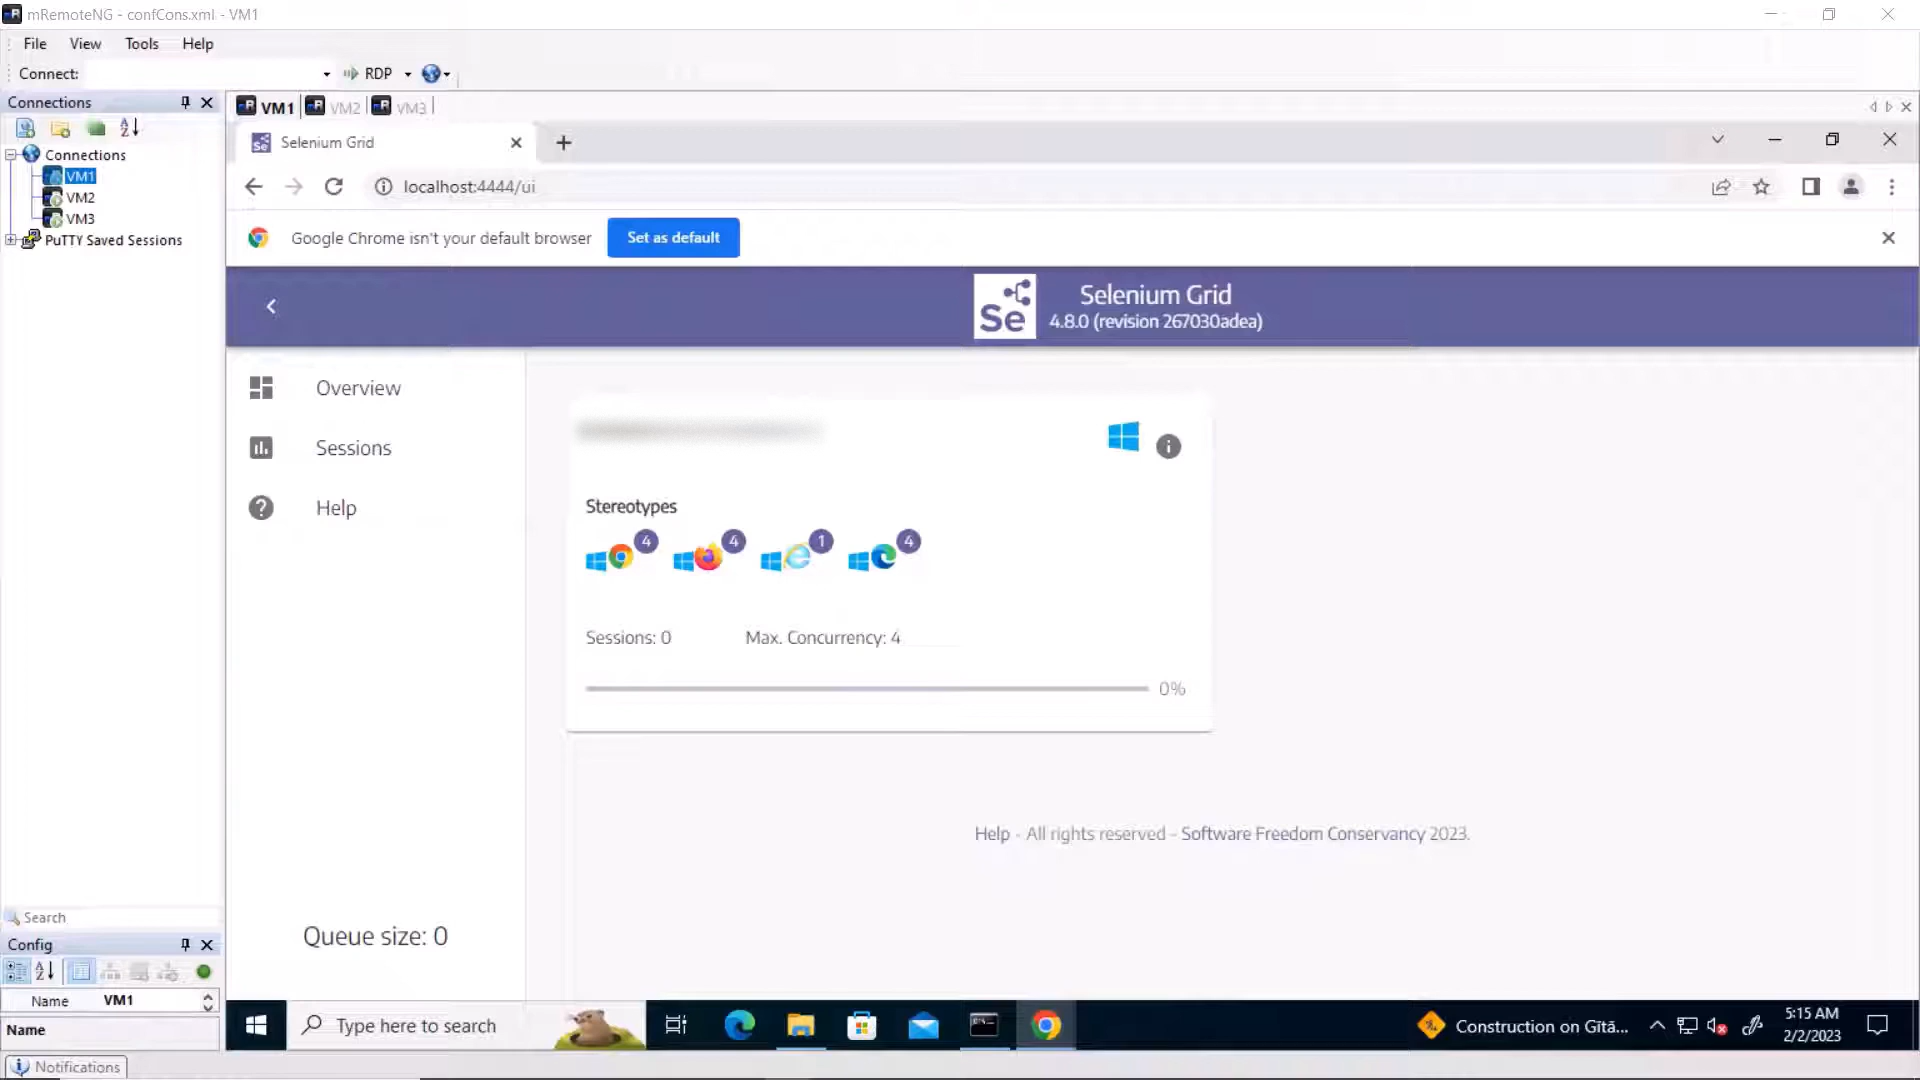 mRemoteNG - confCons.xml - VM1
File View Tools Help
Connect: RDP
Connections
VM1 VM2 VM3
Selenium Grid
Connections
VM1
VM2
VM3
PuTTY Saved Sessions
localhost:4444/ui
Google Chrome isn't your default browser Set as default
Se
Selenium Grid
4.8.0 (revision 267030adea)
Overview
Sessions
Help
Stereotypes
4 4 1 4
Sessions: 0 Max. Concurrency: 4
0%
Help - All rights reserved - Software Freedom Conservancy 2023.
Queue size: 0
Search
Config
Name VM1
Name
Notifications
Type here to search
Construction on Gītā...
5:15 AM
2/2/2023